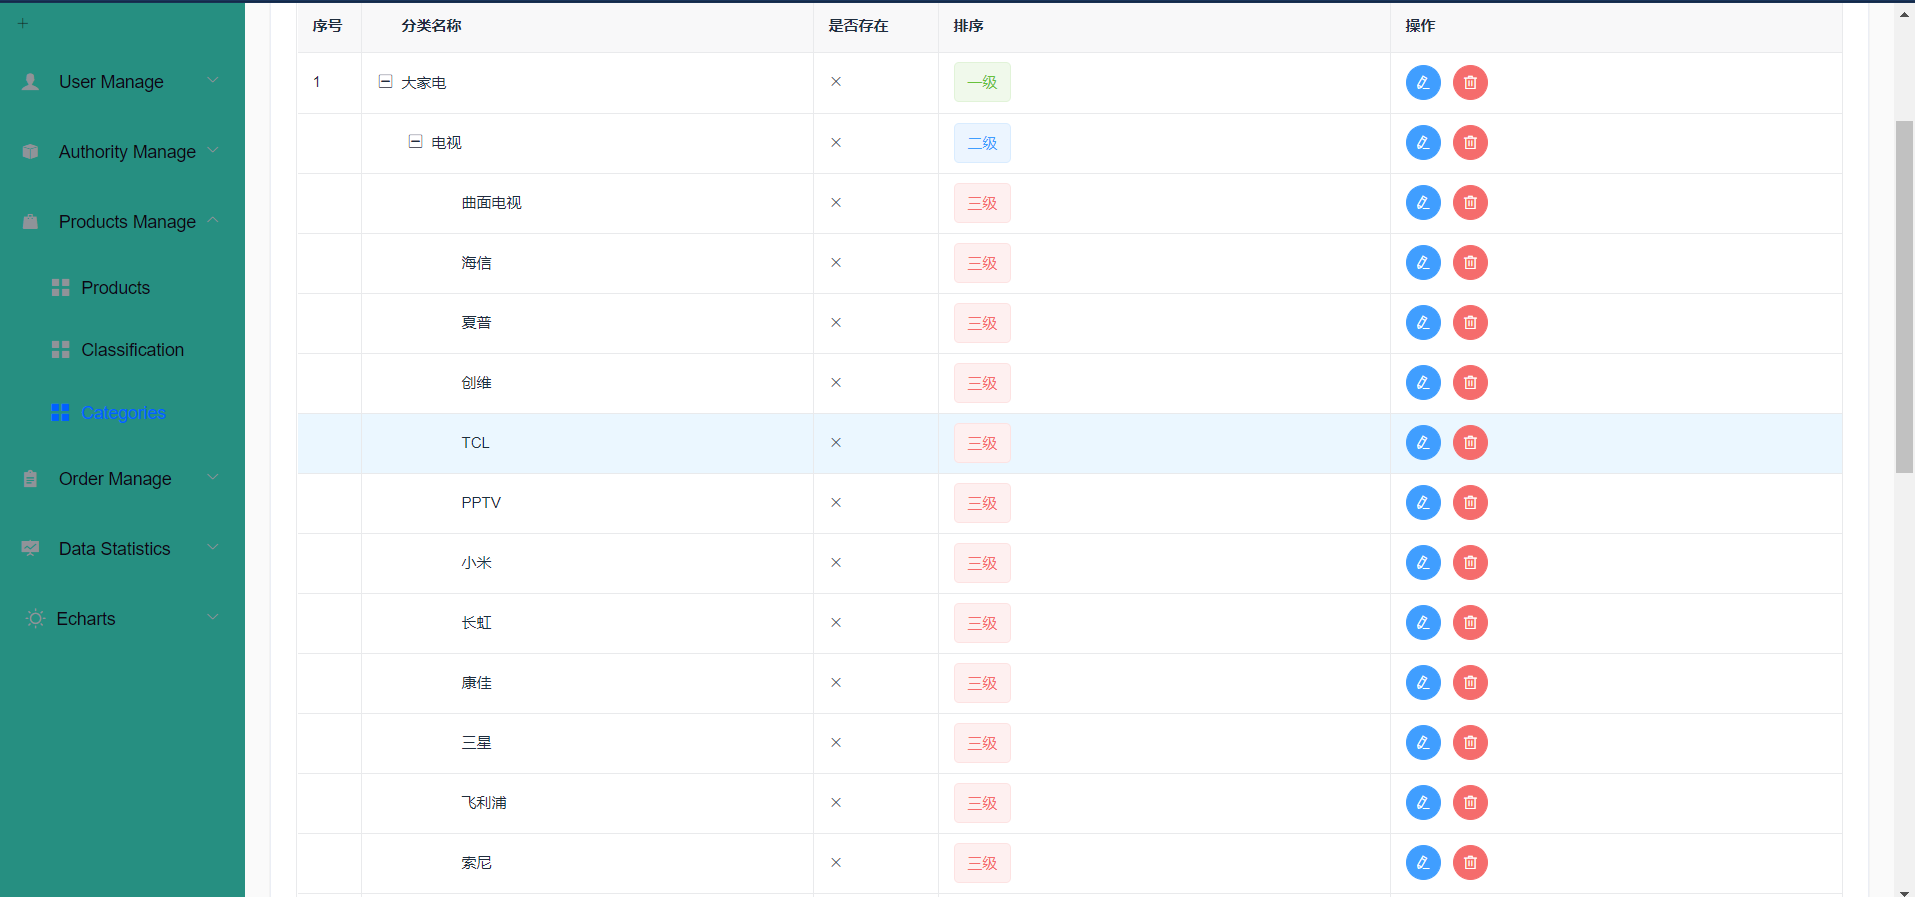 User Manage
Authority Manage
Products Manage
Products
Classification
Categories
Order Manage
Data Statistics
Echarts
序号 分类名称 是否存在 排序 操作
1 大家电 一级
电视 二级
曲面电视 三级
海信 三级
夏普 三级
创维 三级
TCL 三级
PPTV 三级
小米 三级
长虹 三级
康佳 三级
三星 三级
飞利浦 三级
索尼 三级